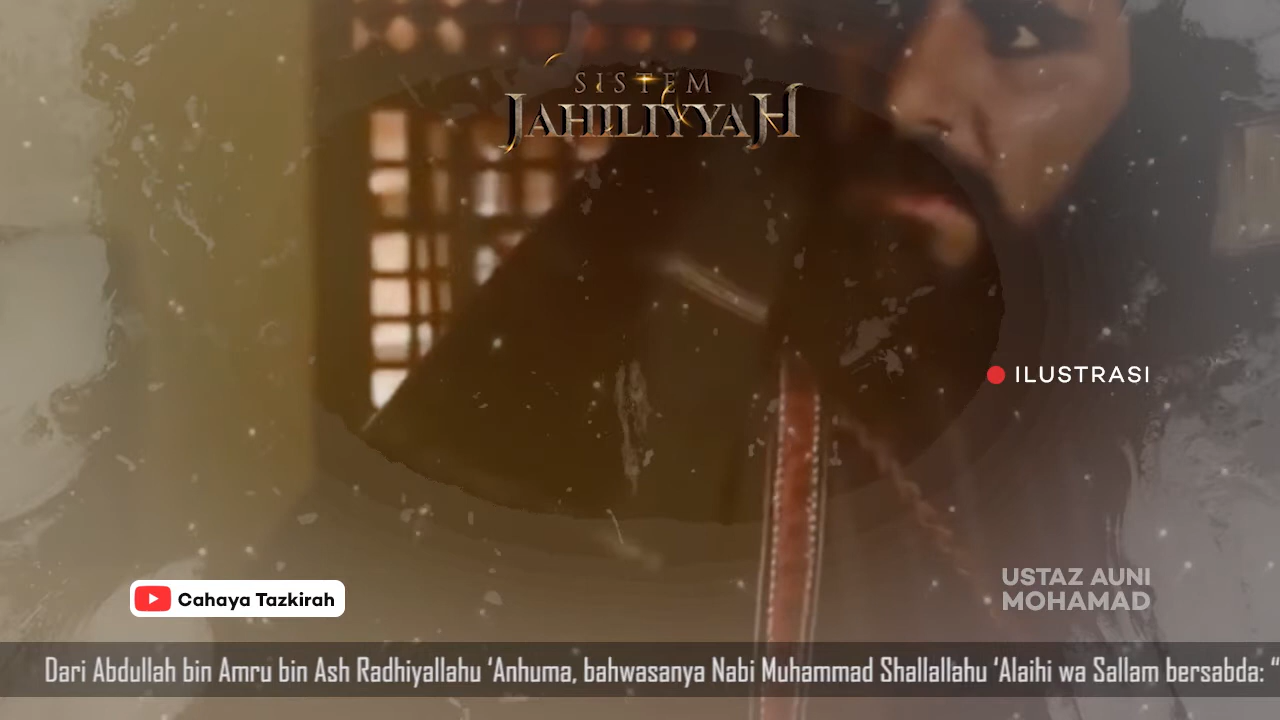 SISTEM
JAHILIYYAH
ILUSTRASI
Cahaya Tazkirah
USTAZ AUNI
MOHAMAD
Dari Abdullah bin Amru bin Ash Radhiyallahu ‘Anhuma, bahwasanya Nabi Muhammad Shallallahu ‘Alaihi wa Sallam bersabda: “